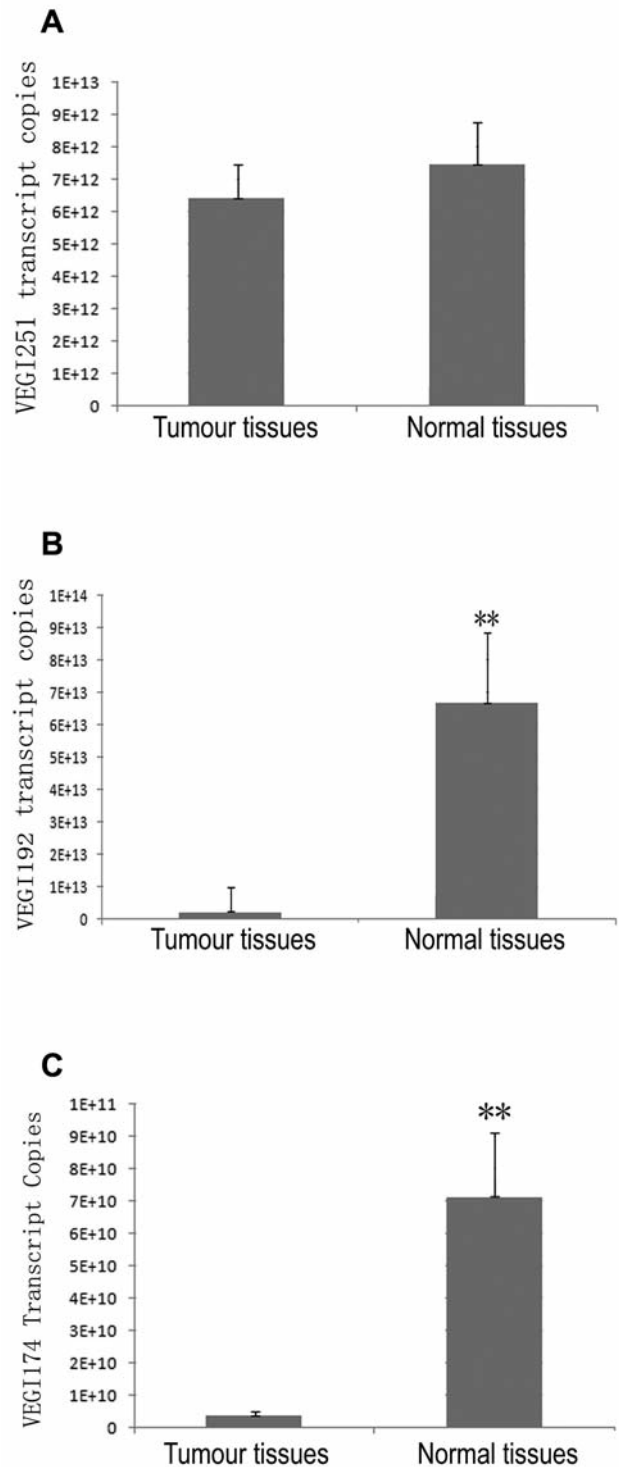 A
VEGI251 transcript copies
1E+13
9E+12
8E+12
7E+12
6E+12
5E+12
4E+12
3E+12
2E+12
1E+12
0
Tumour tissues Normal tissues
B
VEGI192 transcript copies
1E+14
9E+13
8E+13
7E+13
6E+13
5E+13
4E+13
3E+13
2E+13
1E+13
0
**
Tumour tissues Normal tissues
C
VEGI174 Transcript Copies
1E+11
9E+10
8E+10
7E+10
6E+10
5E+10
4E+10
3E+10
2E+10
1E+10
0
**
Tumour tissues Normal tissues